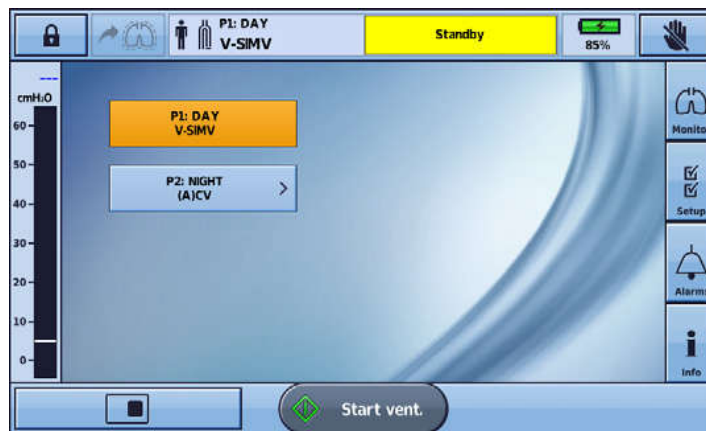 P1: DAY
V-SIMV
Standby
85%
---
cmH₂O
60
50
40
30
20
10
0
P1: DAY
V-SIMV
P2: NIGHT
(A)CV
Monitor
Setup
Alarms
Info
Start vent.